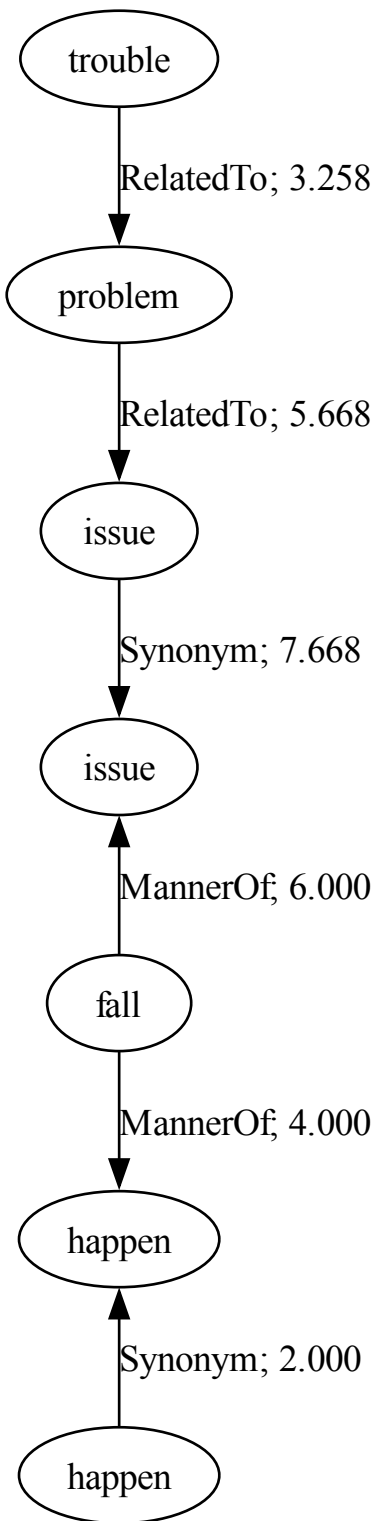 trouble
RelatedTo; 3.258
problem
RelatedTo; 5.668
issue
Synonym; 7.668
issue
MannerOf; 6.000
fall
MannerOf; 4.000
happen
Synonym; 2.000
happen